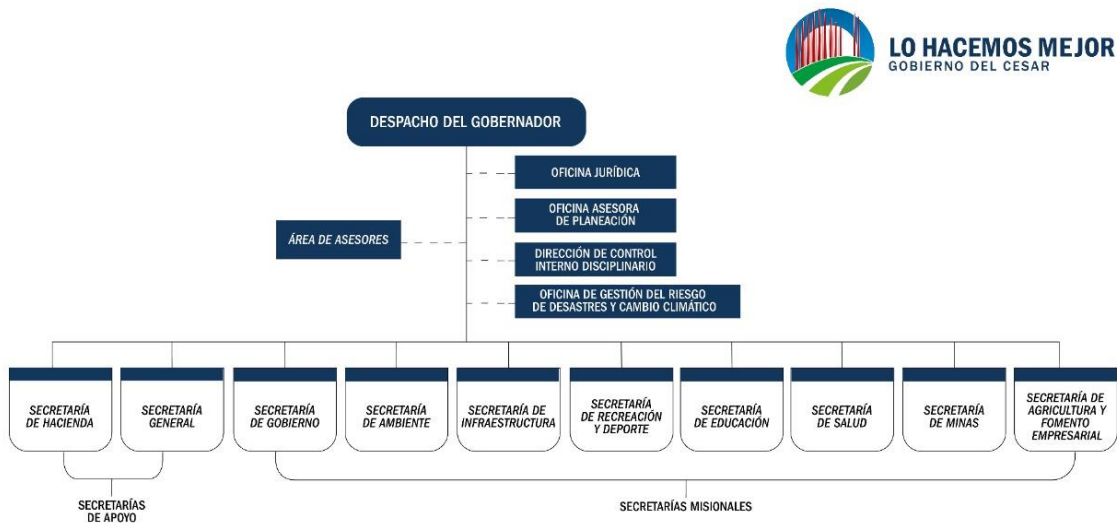 LO HACEMOS MEJOR
GOBIERNO DEL CESAR
DESPACHO DEL GOBERNADOR
OFICINA JURÍDICA
OFICINA ASESORA
DE PLANEACIÓN
ÁREA DE ASESORES
DIRECCIÓN DE CONTROL
INTERNO DISCIPLINARIO
OFICINA DE GESTIÓN DEL RIESGO
DE DESASTRES Y CAMBIO CLIMÁTICO
SECRETARÍA
DE HACIENDA
SECRETARÍA
GENERAL
SECRETARÍA
DE GOBIERNO
SECRETARÍA
DE AMBIENTE
SECRETARÍA DE
INFRAESTRUCTURA
SECRETARÍA
DE RECREACIÓN
Y DEPORTE
SECRETARÍA
DE EDUCACIÓN
SECRETARÍA
DE SALUD
SECRETARÍA
DE MINAS
SECRETARÍA DE
AGRICULTURA Y
FOMENTO
EMPRESARIAL
SECRETARÍAS
DE APOYO
SECRETARÍAS MISIONALES